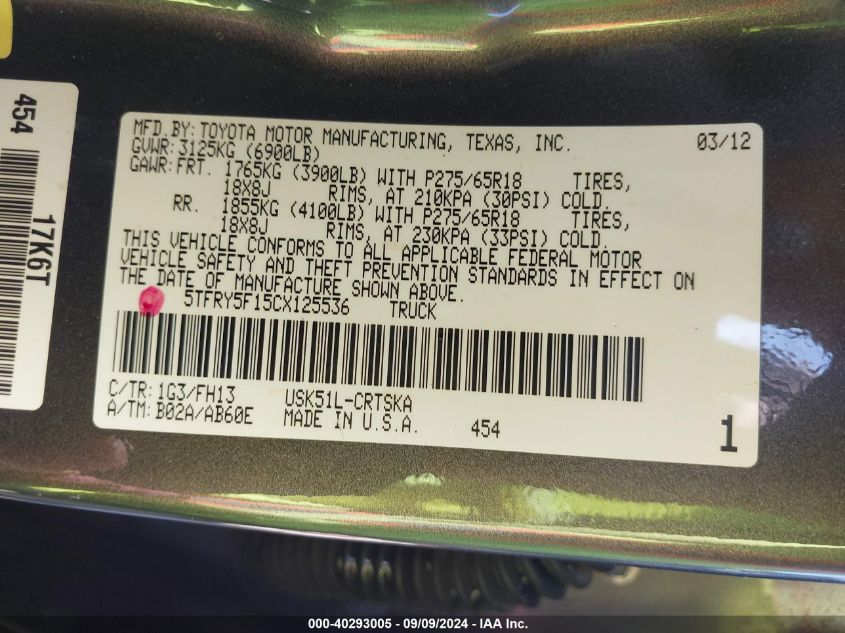 454
17K6T
MFD.BY:TOYOTA MOTOR MANUFACTURING, TEXAS, INC. 03/12
GVWR:3125KG (6900LB)
GAWR:FRT. 1765KG (3900LB) WITH P275/65R18 TIRES,
18X8J RIMS, AT 210KPA (30PSI) COLD.
RR. 1855KG (4100LB) WITH P275/65R18 TIRES,
18X8J RIMS, AT 230KPA (33PSI) COLD.
THIS VEHICLE CONFORMS TO ALL APPLICABLE FEDERAL MOTOR
VEHICLE SAFETY AND THEFT PREVENTION STANDARDS IN EFFECT ON
THE DATE OF MANUFACTURE SHOWN ABOVE.
5TFRY5F15CX125536 TRUCK
C/TR:1G3/FH13 USK51L-CRTSKA
A/TM:B02A/AB60E MADE IN U.S.A. 454
1
000-40293005 - 09/09/2024 - IAA Inc.